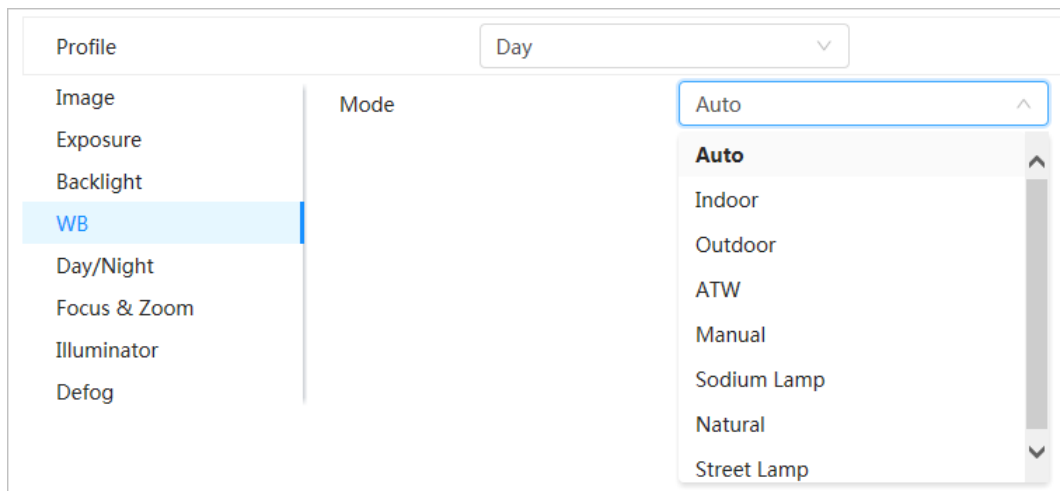 Profile Day
Image Mode Auto
Exposure
Auto
Backlight
Indoor
WB
Outdoor
Day/Night
ATW
Focus & Zoom
Manual
Illuminator
Sodium Lamp
Defog
Natural
Street Lamp